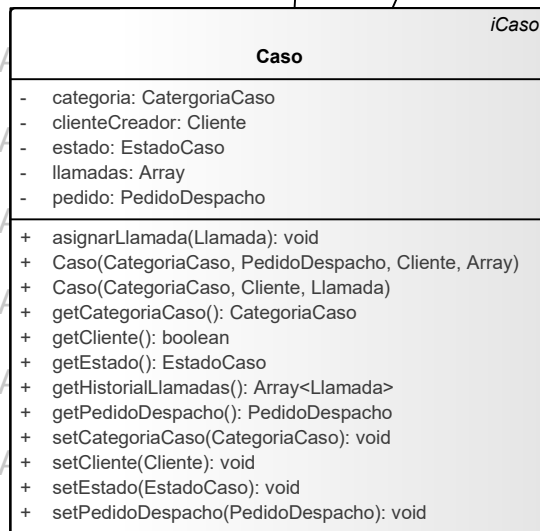 iCaso
Caso
- categoria: CatergoriaCaso
- clienteCreador: Cliente
- estado: EstadoCaso
- llamadas: Array
- pedido: PedidoDespacho
+ asignarLlamada(Llamada): void
+ Caso(CategoriaCaso, PedidoDespacho, Cliente, Array)
+ Caso(CategoriaCaso, Cliente, Llamada)
+ getCategoriaCaso(): CategoriaCaso
+ getCliente(): boolean
+ getEstado(): EstadoCaso
+ getHistorialLlamadas(): Array<Llamada>
+ getPedidoDespacho(): PedidoDespacho
+ setCategoriaCaso(CategoriaCaso): void
+ setCliente(Cliente): void
+ setEstado(EstadoCaso): void
+ setPedidoDespacho(PedidoDespacho): void